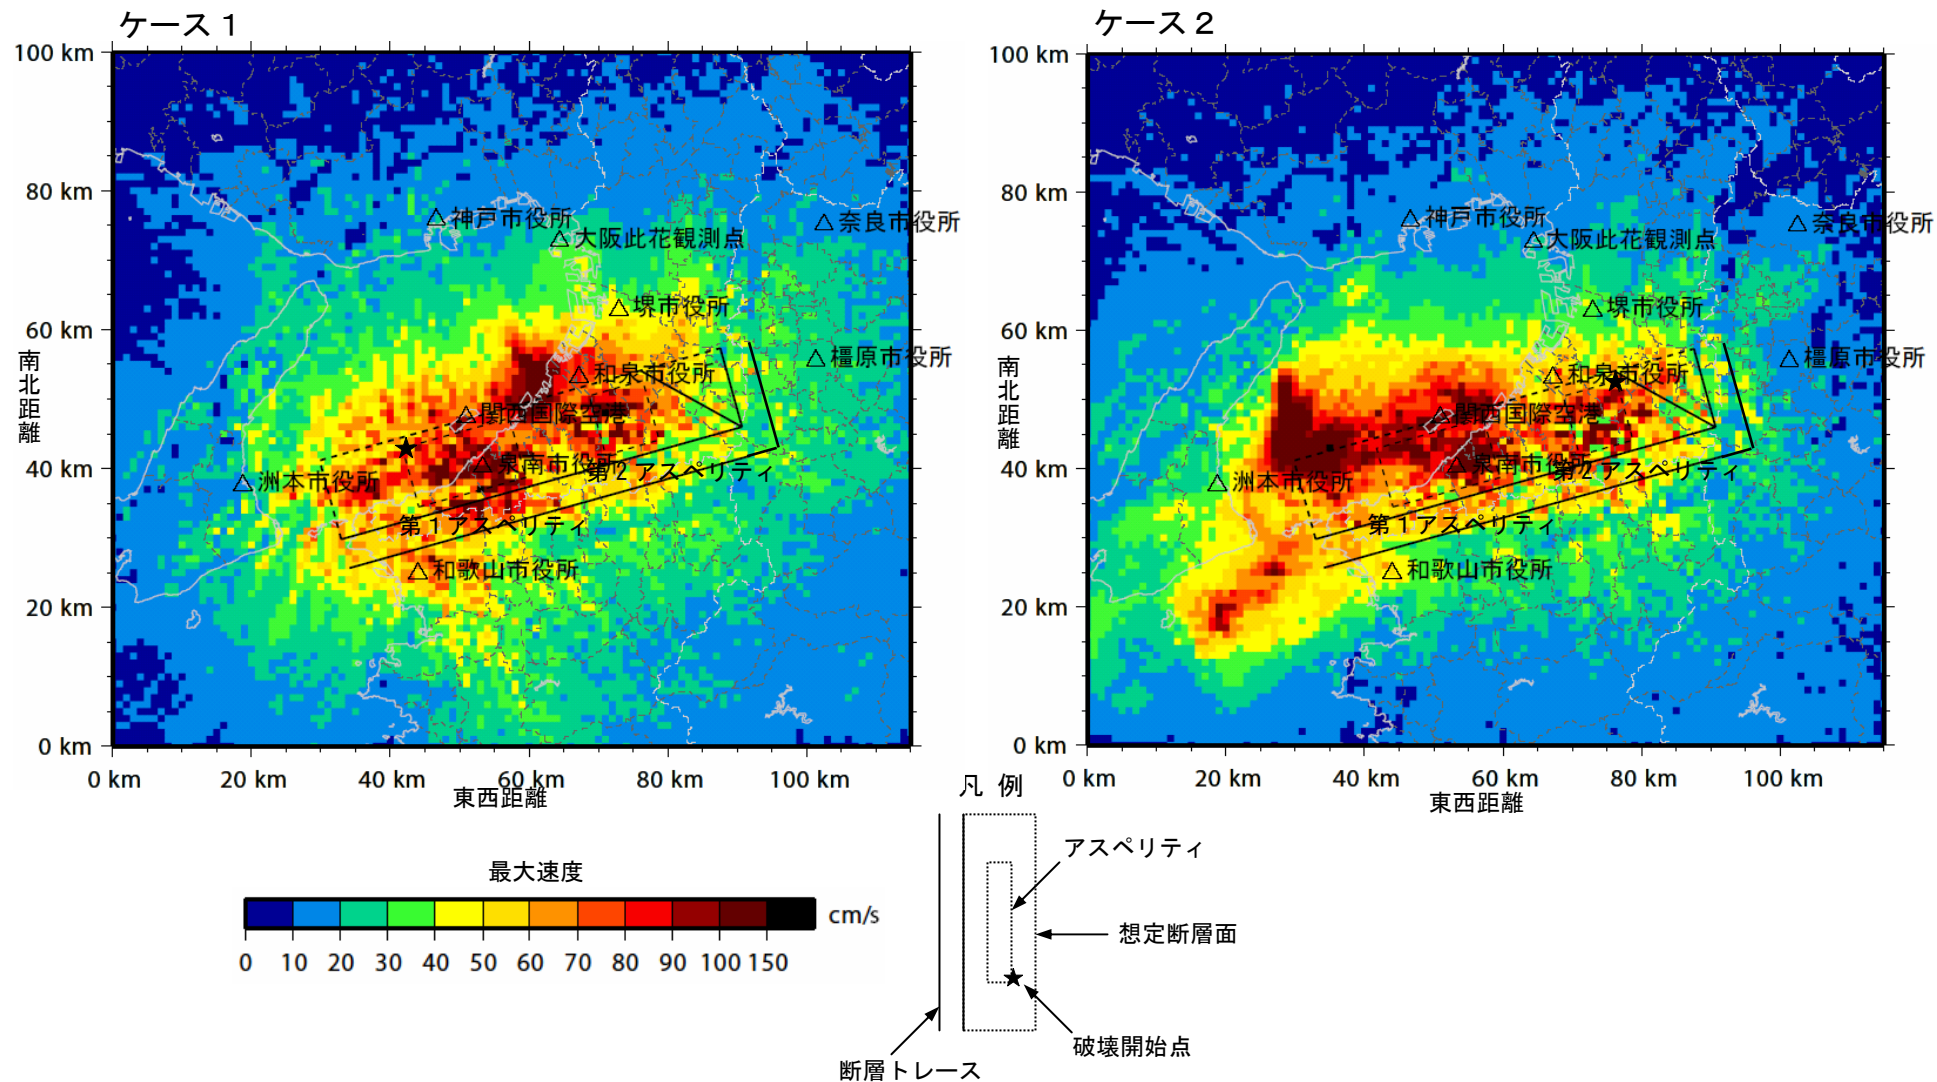 ケース１
ケース２
100 km
80 km
60 km
40 km
20 km
0 km
南北距離
0 km
20 km
40 km
60 km
80 km
100 km
東西距離
神戸市役所
大阪此花観測点
奈良市役所
堺市役所
橿原市役所
和泉市役所
関西国際空港
泉南市役所
第２アスペリティ
洲本市役所
第１アスペリティ
和歌山市役所
100 km
80 km
60 km
40 km
20 km
0 km
南北距離
0 km
20 km
40 km
60 km
80 km
100 km
東西距離
神戸市役所
大阪此花観測点
奈良市役所
堺市役所
橿原市役所
和泉市役所
関西国際空港
泉南市役所
第２アスペリティ
洲本市役所
第１アスペリティ
和歌山市役所
凡 例
アスペリティ
想定断層面
破壊開始点
断層トレース
最大速度
cm/s
0 10 20 30 40 50 60 70 80 90 100 150